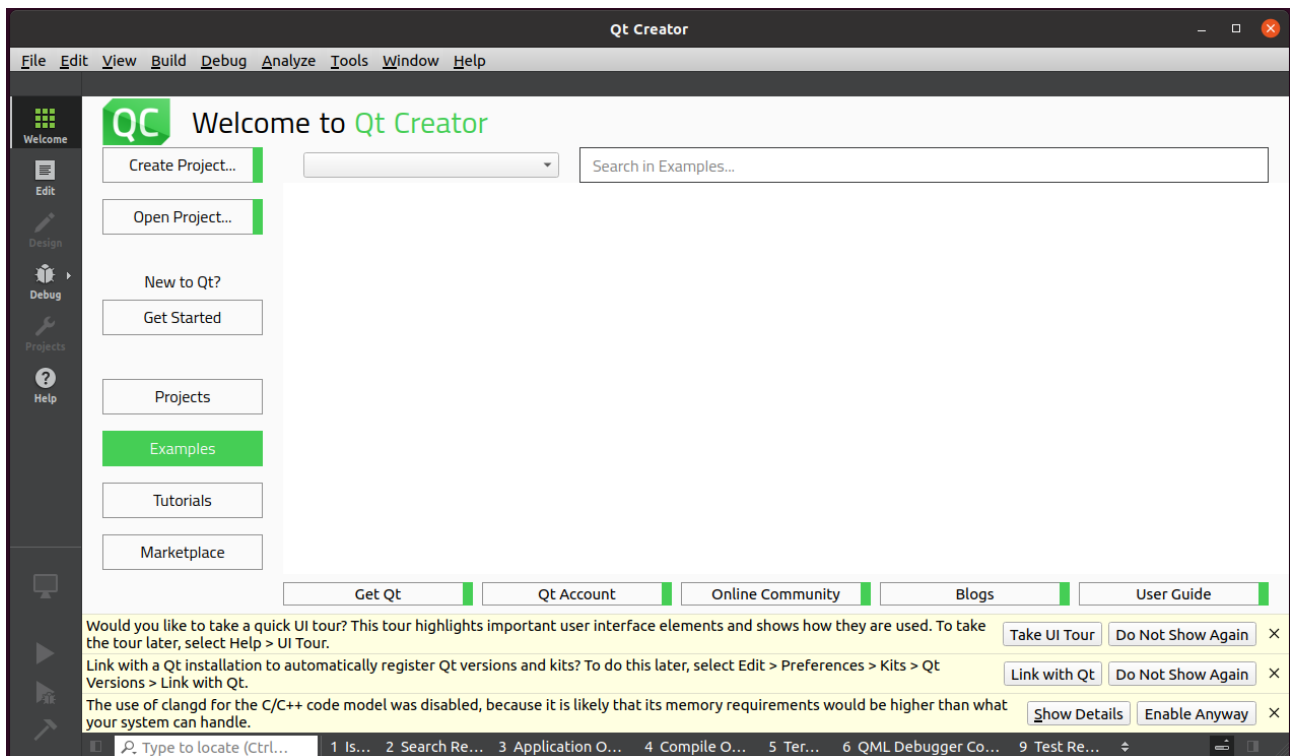 Qt Creator
File Edit View Build Debug Analyze Tools Window Help
Welcome
Edit
Design
Debug
Projects
Help
QC Welcome to Qt Creator
Create Project...
Search in Examples...
Open Project...
New to Qt?
Get Started
Projects
Examples
Tutorials
Marketplace
Get Qt
Qt Account
Online Community
Blogs
User Guide
Would you like to take a quick UI tour? This tour highlights important user interface elements and shows how they are used. To take
the tour later, select Help > UI Tour.
Take UI Tour
Do Not Show Again
Link with a Qt installation to automatically register Qt versions and kits? To do this later, select Edit > Preferences > Kits > Qt
Versions > Link with Qt.
Link with Qt
Do Not Show Again
The use of clangd for the C/C++ code model was disabled, because it is likely that its memory requirements would be higher than what
your system can handle.
Show Details
Enable Anyway
Type to locate (Ctrl... 1 Is... 2 Search Re... 3 Application O... 4 Compile O... 5 Ter... 6 QML Debugger Co... 9 Test Re...